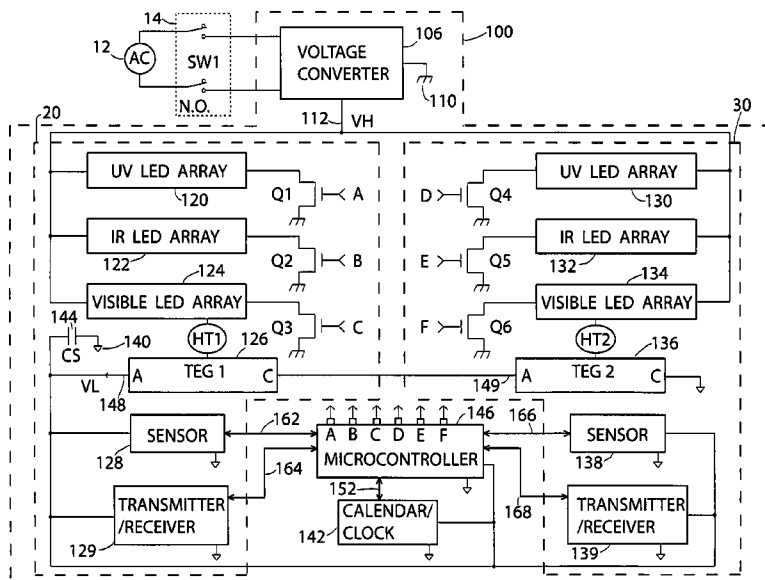 14
12
AC
SW1
N.O.
VOLTAGE
CONVERTER
106
100
110
20
112
VH
30
UV LED ARRAY
120
Q1
A
D
Q4
UV LED ARRAY
130
IR LED ARRAY
122
Q2
B
E
Q5
IR LED ARRAY
132
124
VISIBLE LED ARRAY
Q3
C
F
Q6
134
VISIBLE LED ARRAY
144
CS
140
HT1
126
HT2
136
VL
148
A
TEG 1
C
149
A
TEG 2
C
SENSOR
128
162
164
A B C D E F
MICROCONTROLLER
146
166
SENSOR
138
168
152
TRANSMITTER
/RECEIVER
129
142
CALENDAR/
CLOCK
TRANSMITTER
/RECEIVER
139